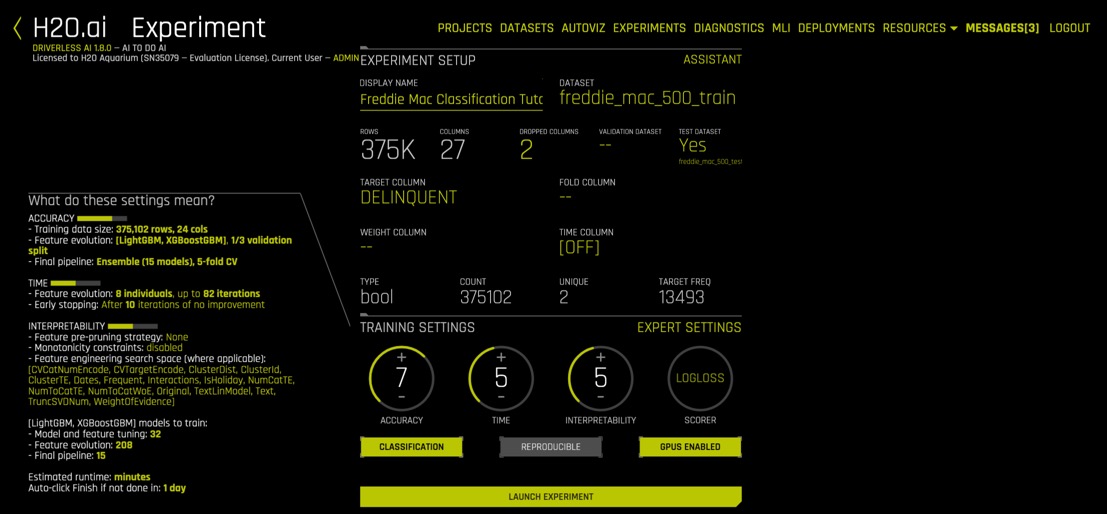 H2O.ai Experiment
DRIVERLESS AI 1.8.0 – AI TO DO AI
Licensed to H2O Aquarium (SN35079 – Evaluation License). Current User – ADMIN
PROJECTS DATASETS AUTOVIZ EXPERIMENTS DIAGNOSTICS MLI DEPLOYMENTS RESOURCES MESSAGES[3] LOGOUT
EXPERIMENT SETUP
ASSISTANT
DISPLAY NAME
Freddie Mac Classification Tuto
DATASET
freddie_mac_500_train
ROWS
375K
COLUMNS
27
DROPPED COLUMNS
2
VALIDATION DATASET
--
TEST DATASET
Yes
freddie_mac_500_test
TARGET COLUMN
DELINQUENT
FOLD COLUMN
--
WEIGHT COLUMN
--
TIME COLUMN
[OFF]
TYPE
bool
COUNT
375102
UNIQUE
2
TARGET FREQ
13493
What do these settings mean?
ACCURACY
- Training data size: 375,102 rows, 24 cols
- Feature evolution: [LightGBM, XGBoostGBM], 1/3 validation
split
- Final pipeline: Ensemble (15 models), 5-fold CV
TIME
- Feature evolution: 8 individuals, up to 82 iterations
- Early stopping: After 10 iterations of no improvement
INTERPRETABILITY
- Feature pre-pruning strategy: None
- Monotonicity constraints: disabled
- Feature engineering search space (where applicable):
[CVCatNumEncode, CVTargetEncode, ClusterDist, ClusterId,
ClusterTE, Dates, Frequent, Interactions, IsHoliday, NumCatTE,
NumToCatTE, NumToCatWoE, Original, TextLinModel, Text,
TruncSVDNum, WeightOfEvidence]
[LightGBM, XGBoostGBM] models to train:
- Model and feature tuning: 32
- Feature evolution: 208
- Final pipeline: 15
Estimated runtime: minutes
Auto-click Finish if not done in: 1 day
TRAINING SETTINGS
EXPERT SETTINGS
+
7
-
ACCURACY
+
5
-
TIME
+
5
-
INTERPRETABILITY
LOGLOSS
SCORER
CLASSIFICATION
REPRODUCIBLE
GPUS ENABLED
LAUNCH EXPERIMENT